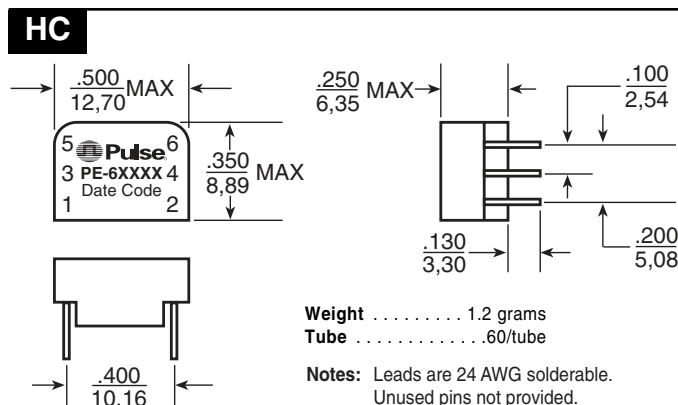 HC
.500
12,70
MAX
.250
6,35
MAX
.100
2,54
5 Pulse 6
3 PE-6XXXX 4
Date Code
1 2
.350
8,89
MAX
.130
3,30
.200
5,08
Weight . . . . . . . . . 1.2 grams
Tube . . . . . . . . . . . . .60/tube
.400
10,16
Notes: Leads are 24 AWG solderable.
Unused pins not provided.